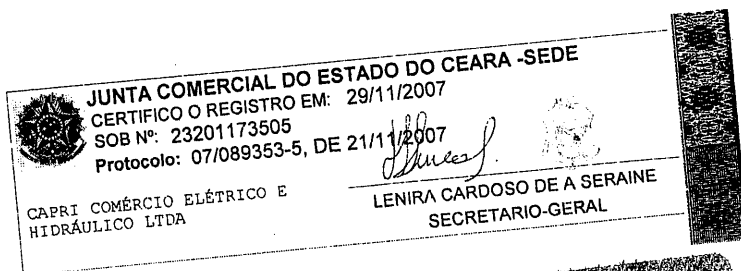 JUNTA COMERCIAL DO ESTADO DO CEARA -SEDE
CERTIFICO O REGISTRO EM: 29/11/2007
SOB Nº: 23201173505
Protocolo: 07/089353-5, DE 21/11/2007
CAPRI COMÉRCIO ELÉTRICO E
HIDRÁULICO LTDA
LENIRA CARDOSO DE A SERAINE
SECRETARIO-GERAL